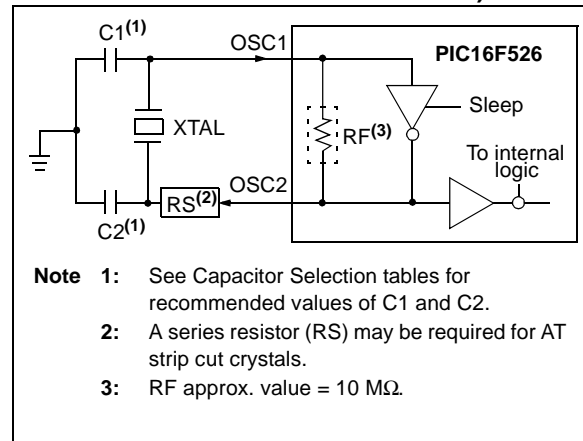 C1(1)
OSC1
PIC16F526
Sleep
XTAL
RF(3)
To internal
logic
OSC2
RS(2)
C2(1)
Note 1: See Capacitor Selection tables for
recommended values of C1 and C2.
2: A series resistor (RS) may be required for AT
strip cut crystals.
3: RF approx. value = 10 MΩ.